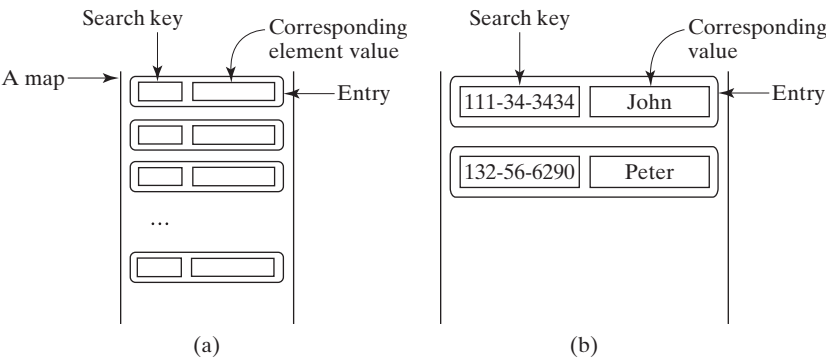 Search key
Corresponding
element value
A map
Entry
...
(a)
Search key
Corresponding
value
111-34-3434 John
Entry
132-56-6290 Peter
(b)